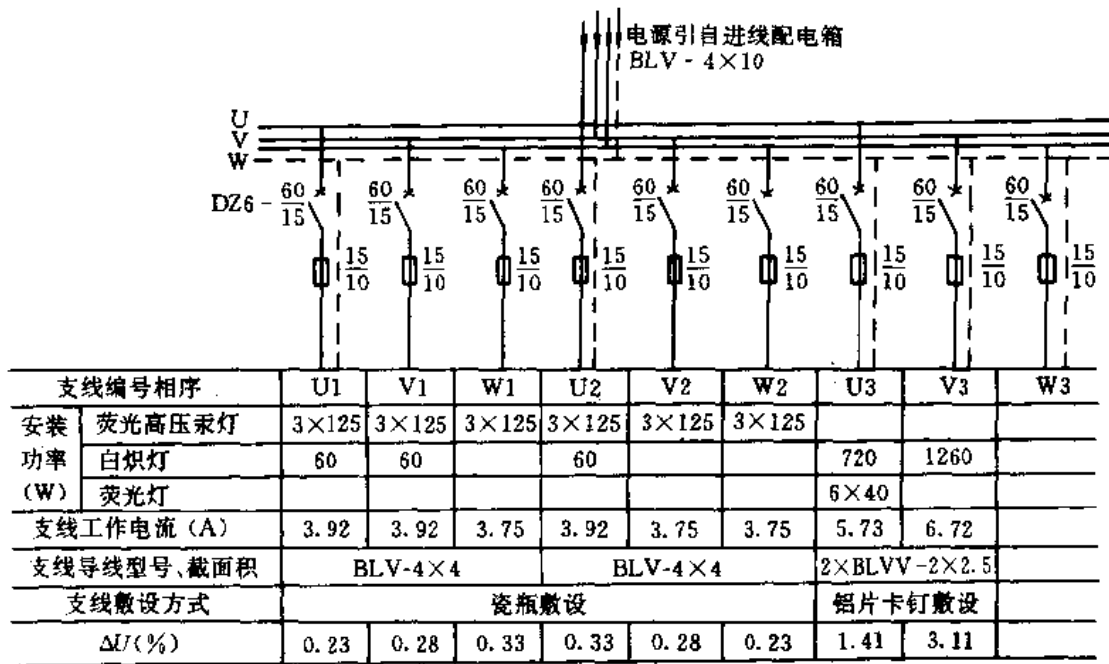 电源引自进线配电箱
BLV - 4×10
U
V
W
DZ6 - 60/15 60/15 60/15 60/15 60/15 60/15 60/15 60/15 60/15
15/10 15/10 15/10 15/10 15/10 15/10 15/10 15/10 15/10
支线编号相序 U1 V1 W1 U2 V2 W2 U3 V3 W3
安装功率(W) 荧光高压汞灯 3×125 3×125 3×125 3×125 3×125 3×125
白炽灯 60 60 60 720 1260
荧光灯 6×40
支线工作电流(A) 3.92 3.92 3.75 3.92 3.75 3.75 5.73 6.72
支线导线型号、截面积 BLV-4×4 BLV-4×4 2×BLVV-2×2.5
支线敷设方式 瓷瓶敷设 铝片卡钉敷设
ΔU(%) 0.23 0.28 0.33 0.33 0.28 0.23 1.41 3.11